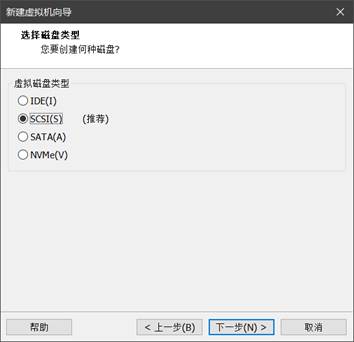 新建虚拟机向导
选择磁盘类型
您要创建何种磁盘?
虚拟磁盘类型
IDE(I)
SCSI(S) (推荐)
SATA(A)
NVMe(V)
帮助 < 上一步(B) 下一步(N) > 取消